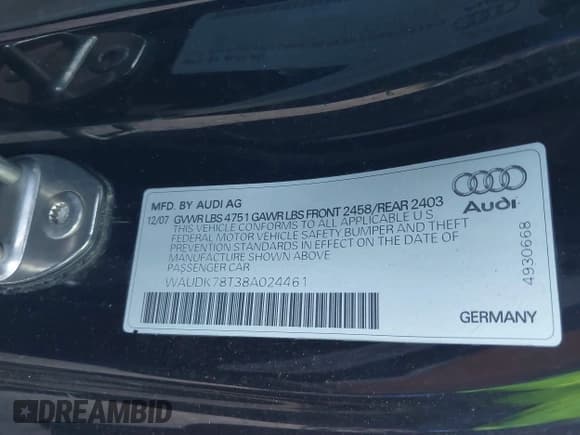 MFD. BY AUDI AG
12/07 GVWR LBS 4751 GAWR LBS FRONT 2458/REAR 2403
THIS VEHICLE CONFORMS TO ALL APPLICABLE U.S.
FEDERAL MOTOR VEHICLE SAFETY BUMPER AND THEFT
PREVENTION STANDARDS IN EFFECT ON THE DATE OF
MANUFACTURE SHOWN ABOVE
PASSENGER CAR
WAUDK78T38A024461
Audi
4930668
GERMANY
DREAMBID